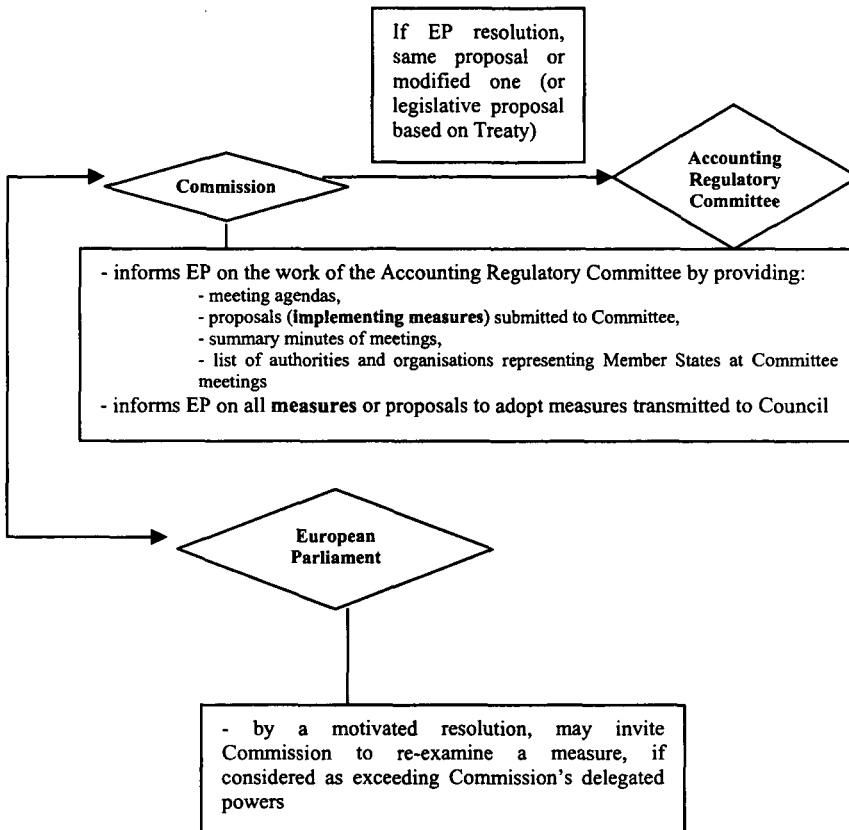 If EP resolution,
same proposal or
modified one (or
legislative proposal
based on Treaty)
Commission
Accounting
Regulatory
Committee
- informs EP on the work of the Accounting Regulatory Committee by providing:
- meeting agendas,
- proposals (implementing measures) submitted to Committee,
- summary minutes of meetings,
- list of authorities and organisations representing Member States at Committee
meetings
- informs EP on all measures or proposals to adopt measures transmitted to Council
European
Parliament
- by a motivated resolution, may invite
Commission to re-examine a measure, if
considered as exceeding Commission's delegated
powers